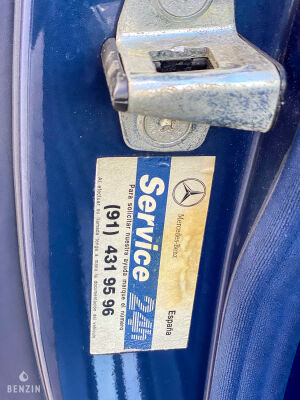 Mercedes-Benz
España
Service 24h
Para solicitar nuestra ayuda marque el número
(91) 431 95 96
BENZIN